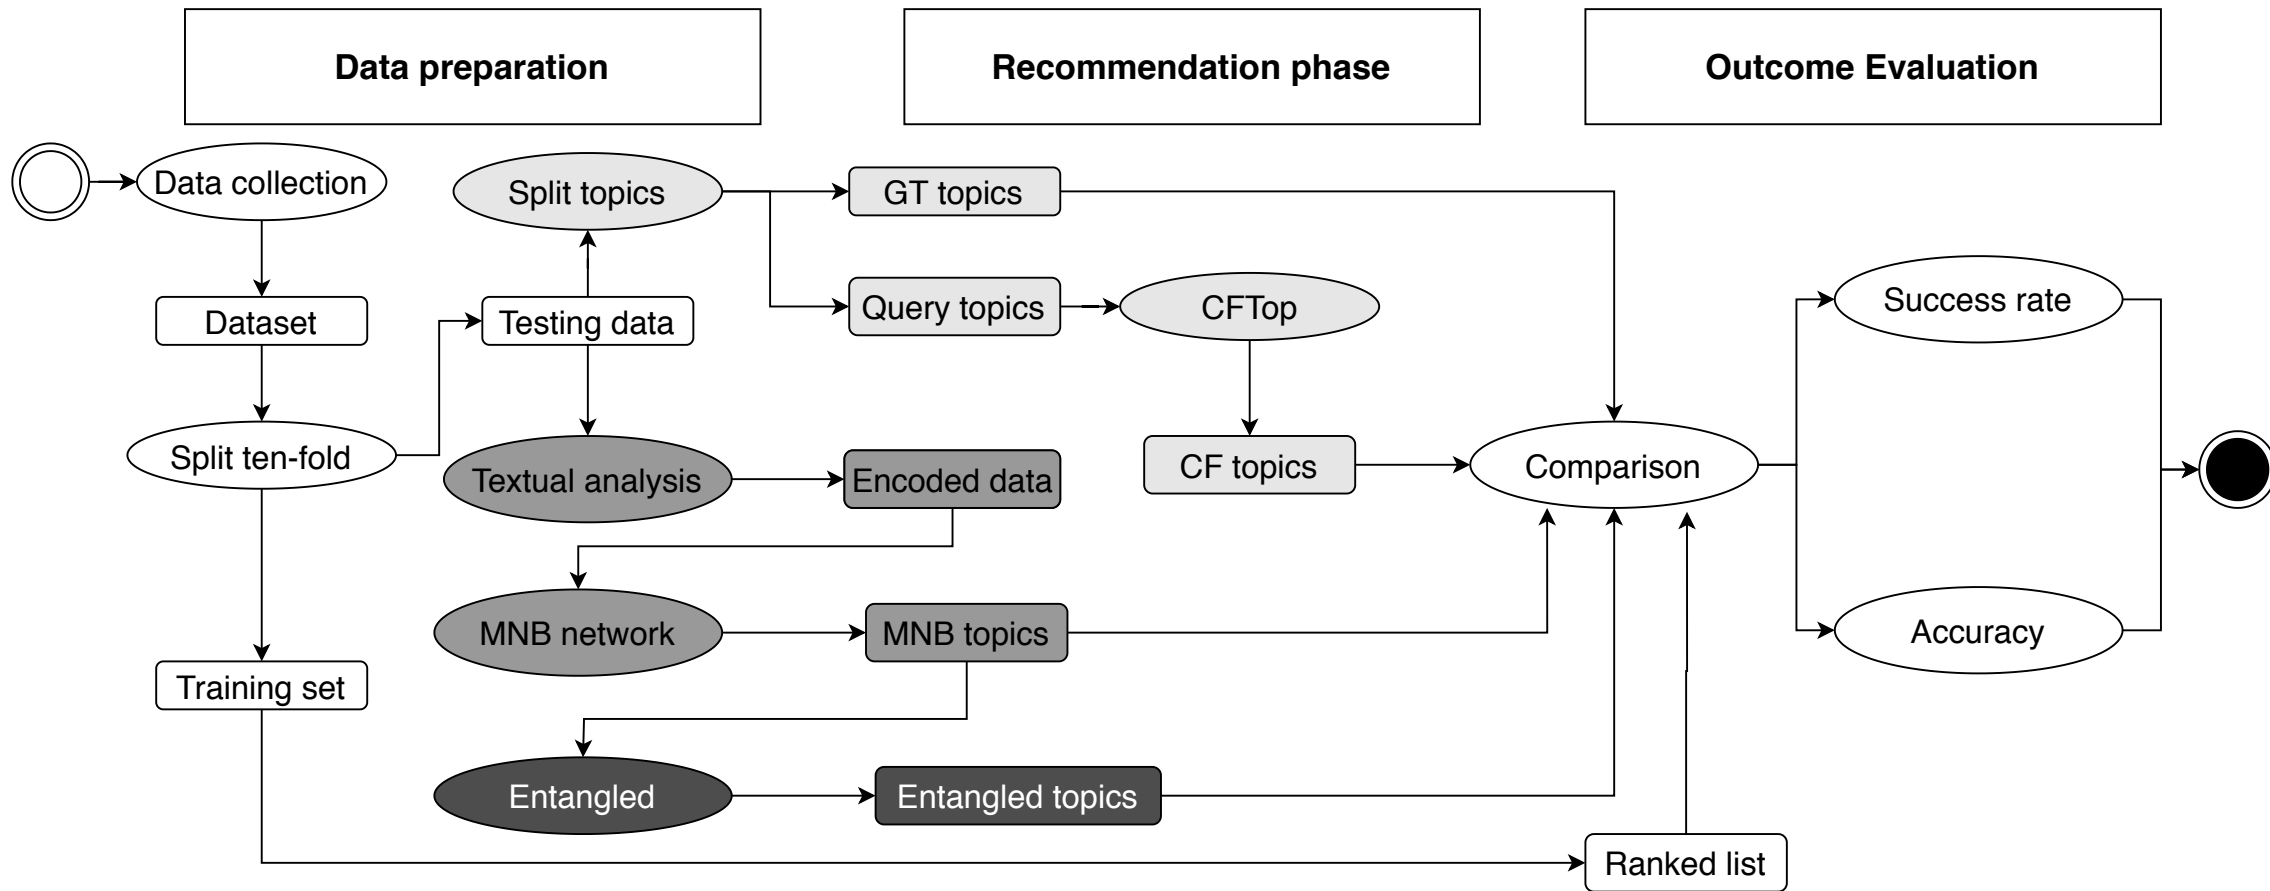 Data preparation
Recommendation phase
Outcome Evaluation
Data collection
Split topics
GT topics
Dataset
Testing data
Query topics
CFTop
Success rate
Split ten-fold
Textual analysis
Encoded data
CF topics
Comparison
MNB network
MNB topics
Accuracy
Training set
Entangled
Entangled topics
Ranked list